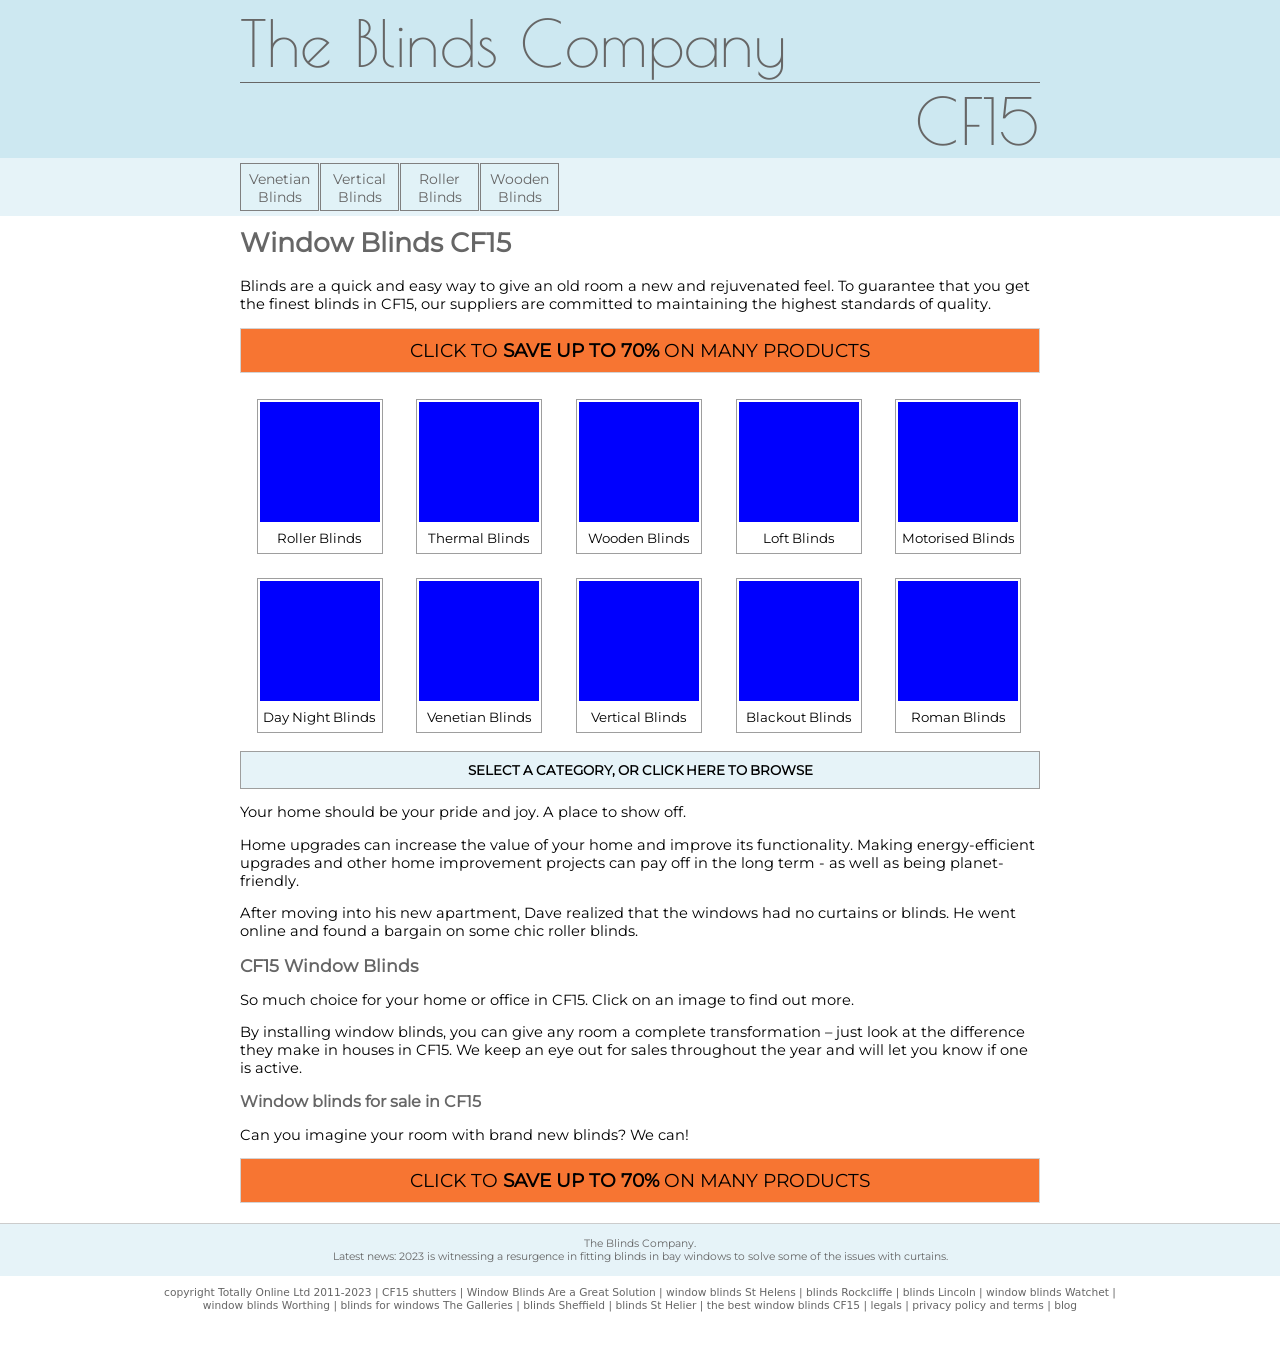 The Blinds Company
CF15
Venetian Blinds
Vertical Blinds
Roller Blinds
Wooden Blinds
Window Blinds CF15
Blinds are a quick and easy way to give an old room a new and rejuvenated feel. To guarantee that you get
the finest blinds in CF15, our suppliers are committed to maintaining the highest standards of quality.
CLICK TO SAVE UP TO 70% ON MANY PRODUCTS
Roller Blinds
Thermal Blinds
Wooden Blinds
Loft Blinds
Motorised Blinds
Day Night Blinds
Venetian Blinds
Vertical Blinds
Blackout Blinds
Roman Blinds
SELECT A CATEGORY, OR CLICK HERE TO BROWSE
Your home should be your pride and joy. A place to show off.
Home upgrades can increase the value of your home and improve its functionality. Making energy-efficient
upgrades and other home improvement projects can pay off in the long term - as well as being planet-
friendly.
After moving into his new apartment, Dave realized that the windows had no curtains or blinds. He went
online and found a bargain on some chic roller blinds.
CF15 Window Blinds
So much choice for your home or office in CF15. Click on an image to find out more.
By installing window blinds, you can give any room a complete transformation – just look at the difference
they make in houses in CF15. We keep an eye out for sales throughout the year and will let you know if one
is active.
Window blinds for sale in CF15
Can you imagine your room with brand new blinds? We can!
CLICK TO SAVE UP TO 70% ON MANY PRODUCTS
The Blinds Company.
Latest news: 2023 is witnessing a resurgence in fitting blinds in bay windows to solve some of the issues with curtains.
copyright Totally Online Ltd 2011-2023 | CF15 shutters | Window Blinds Are a Great Solution | window blinds St Helens | blinds Rockcliffe | blinds Lincoln | window blinds Watchet |
window blinds Worthing | blinds for windows The Galleries | blinds Sheffield | blinds St Helier | the best window blinds CF15 | legals | privacy policy and terms | blog